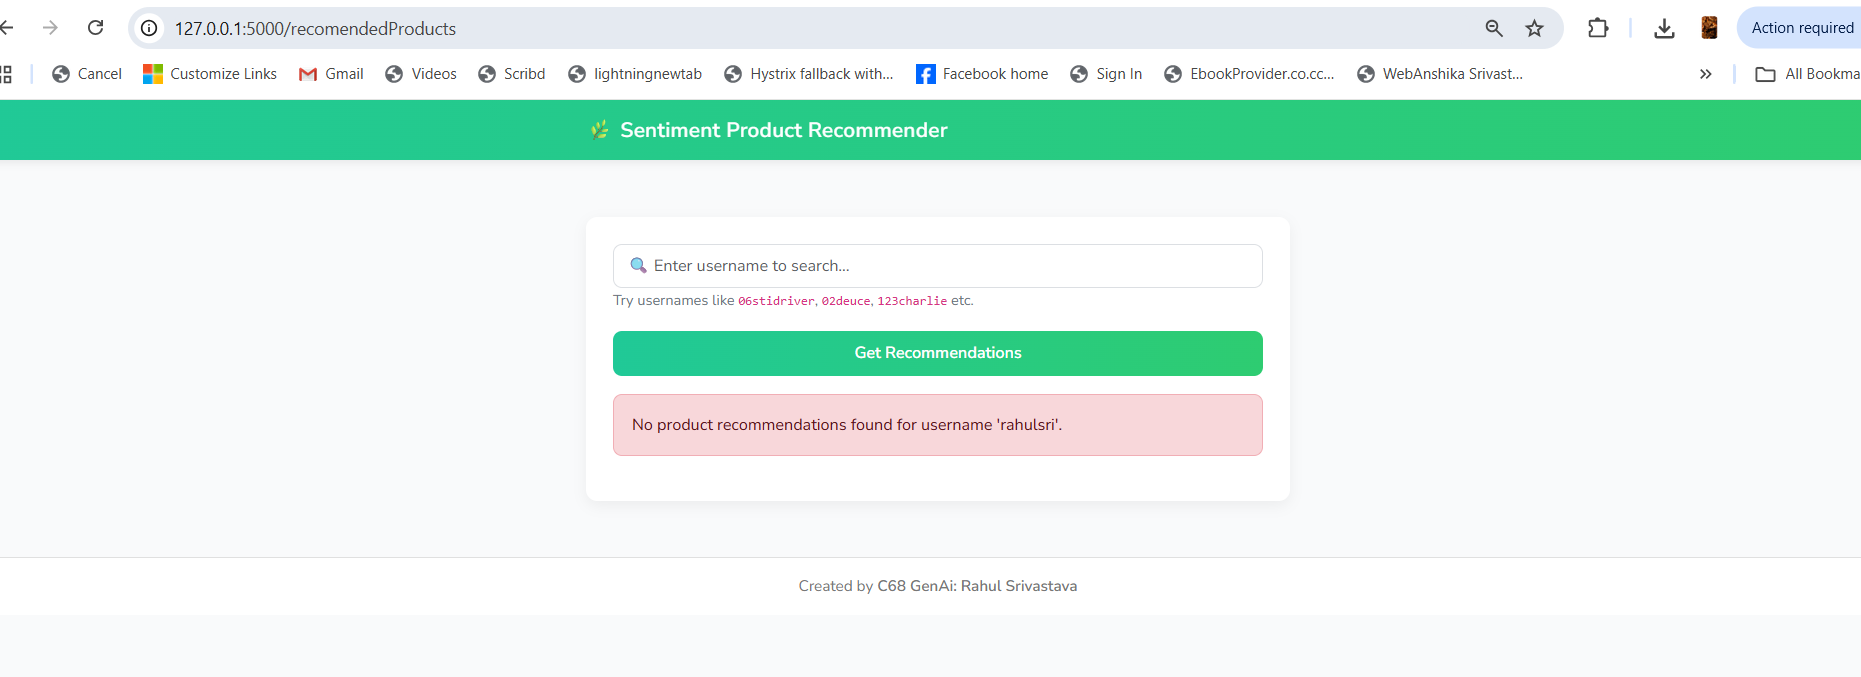 127.0.0.1:5000/recomendedProducts
Action required
Cancel Customize Links Gmail Videos Scribd lightningnewtab Hystrix fallback with... Facebook home Sign In EbookProvider.co.cc... WebAnshika Srivast... » All Bookma
Sentiment Product Recommender
Enter username to search...
Try usernames like 06stidriver, 02deuce, 123charlie etc.
Get Recommendations
No product recommendations found for username 'rahulsri'.
Created by C68 GenAi: Rahul Srivastava